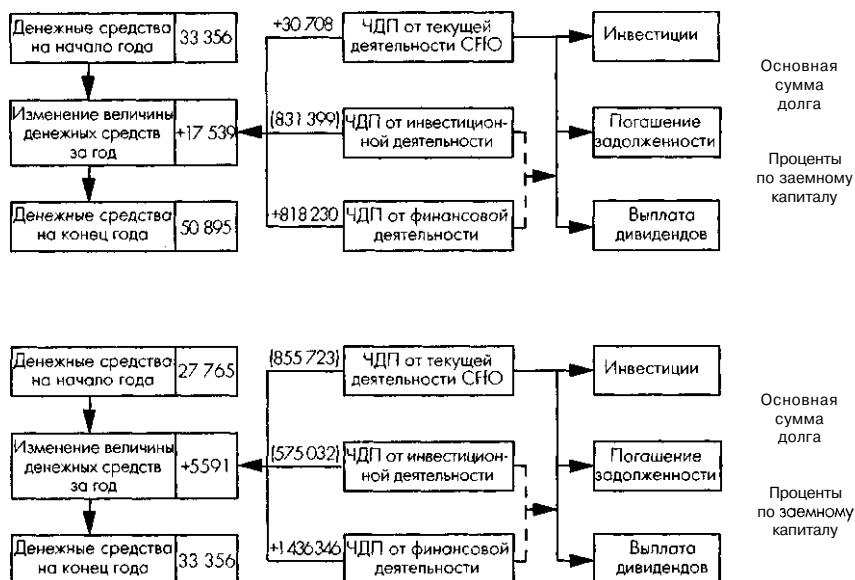 Денежные средства
на начало года
33 356
Изменение величины
денежных средств
за год
+17 539
Денежные средства
на конец года
50 895
+30 708
(831 399)
+818 230
ЧДП от текущей
деятельности CFfO
ЧДП от инвестицион-
ной деятельности
ЧДП от финансовой
деятельности
Инвестиции
Погашение
задолженности
Выплата
дивидендов
Основная
сумма
долга
Проценты
по заемному
капиталу
Денежные средства
на начало года
27 765
Изменение величины
денежных средств
за год
+5591
Денежные средства
на конец года
33 356
(855 723)
(575 032)
+1 436 346
ЧДП от текущей
деятельности CFfO
ЧДП от инвестицион-
ной деятельности
ЧДП от финансовой
деятельности
Инвестиции
Погашение
задолженности
Выплата
дивидендов
Основная
сумма
долга
Проценты
по заемному
капиталу